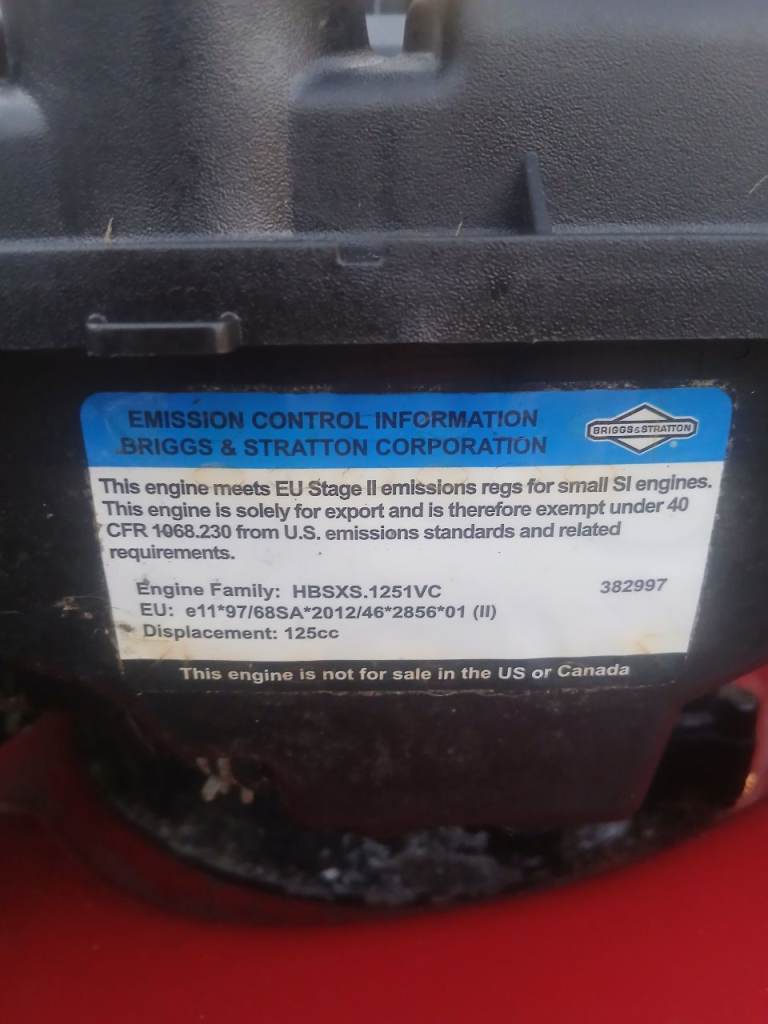 EMISSION CONTROL INFORMATION
BRIGGS & STRATTON CORPORATION
BRIGGS&STRATTON
This engine meets EU Stage II emissions regs for small SI engines.
This engine is solely for export and is therefore exempt under 40
CFR 1068.230 from U.S. emissions standards and related
requirements.
Engine Family: HBSXS.1251VC
382997
EU: e11*97/68SA*2012/46*2856*01 (II)
Displacement: 125cc
This engine is not for sale in the US or Canada